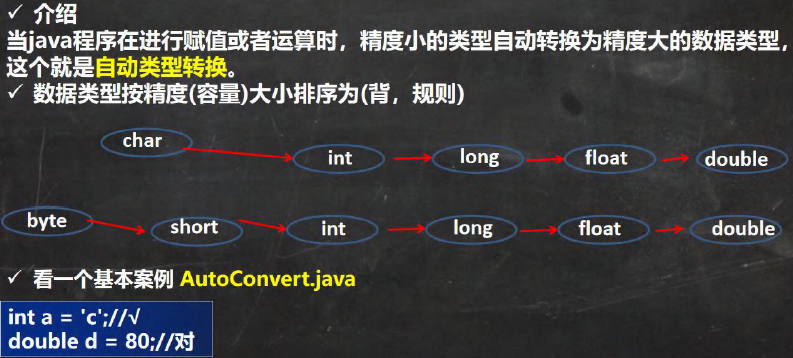 ✓ 介绍
当java程序在进行赋值或者运算时，精度小的类型自动转换为精度大的数据类型，
这个就是自动类型转换。
✓ 数据类型按精度(容量)大小排序为(背，规则)
char int long float double
byte short int long float double
✓ 看一个基本案例 AutoConvert.java
int a = 'c';//√
double d = 80;//对